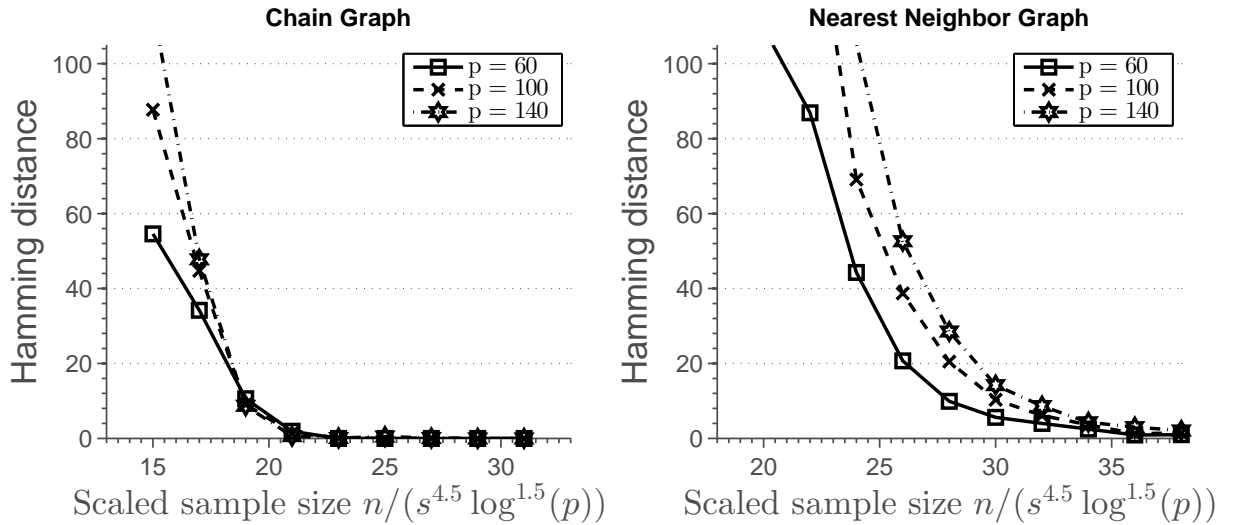 Chain Graph
Hamming distance
100
80
60
40
20
0
p = 60
p = 100
p = 140
15 20 25 30
Scaled sample size n/(s^{4.5} log^{1.5}(p))
Nearest Neighbor Graph
Hamming distance
100
80
60
40
20
0
p = 60
p = 100
p = 140
20 25 30 35
Scaled sample size n/(s^{4.5} log^{1.5}(p))